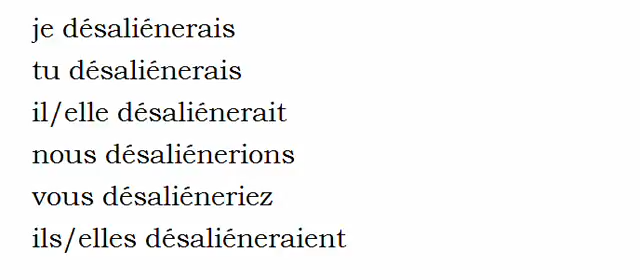 je désaliénerais
tu désaliénerais
il/elle désaliénerait
nous désaliénerions
vous désaliéneriez
ils/elles désaliéneraient